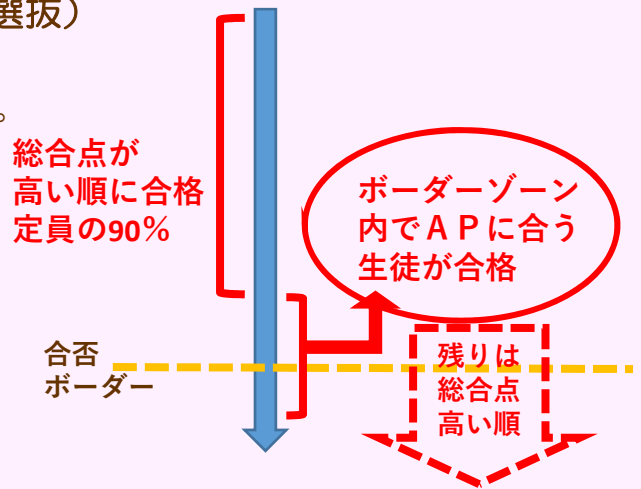 選抜）
。
総合点が
高い順に合格
定員の90％
ボーダーゾーン
内でＡＰに合う
生徒が合格
合否
ボーダー
残りは
総合点
高い順